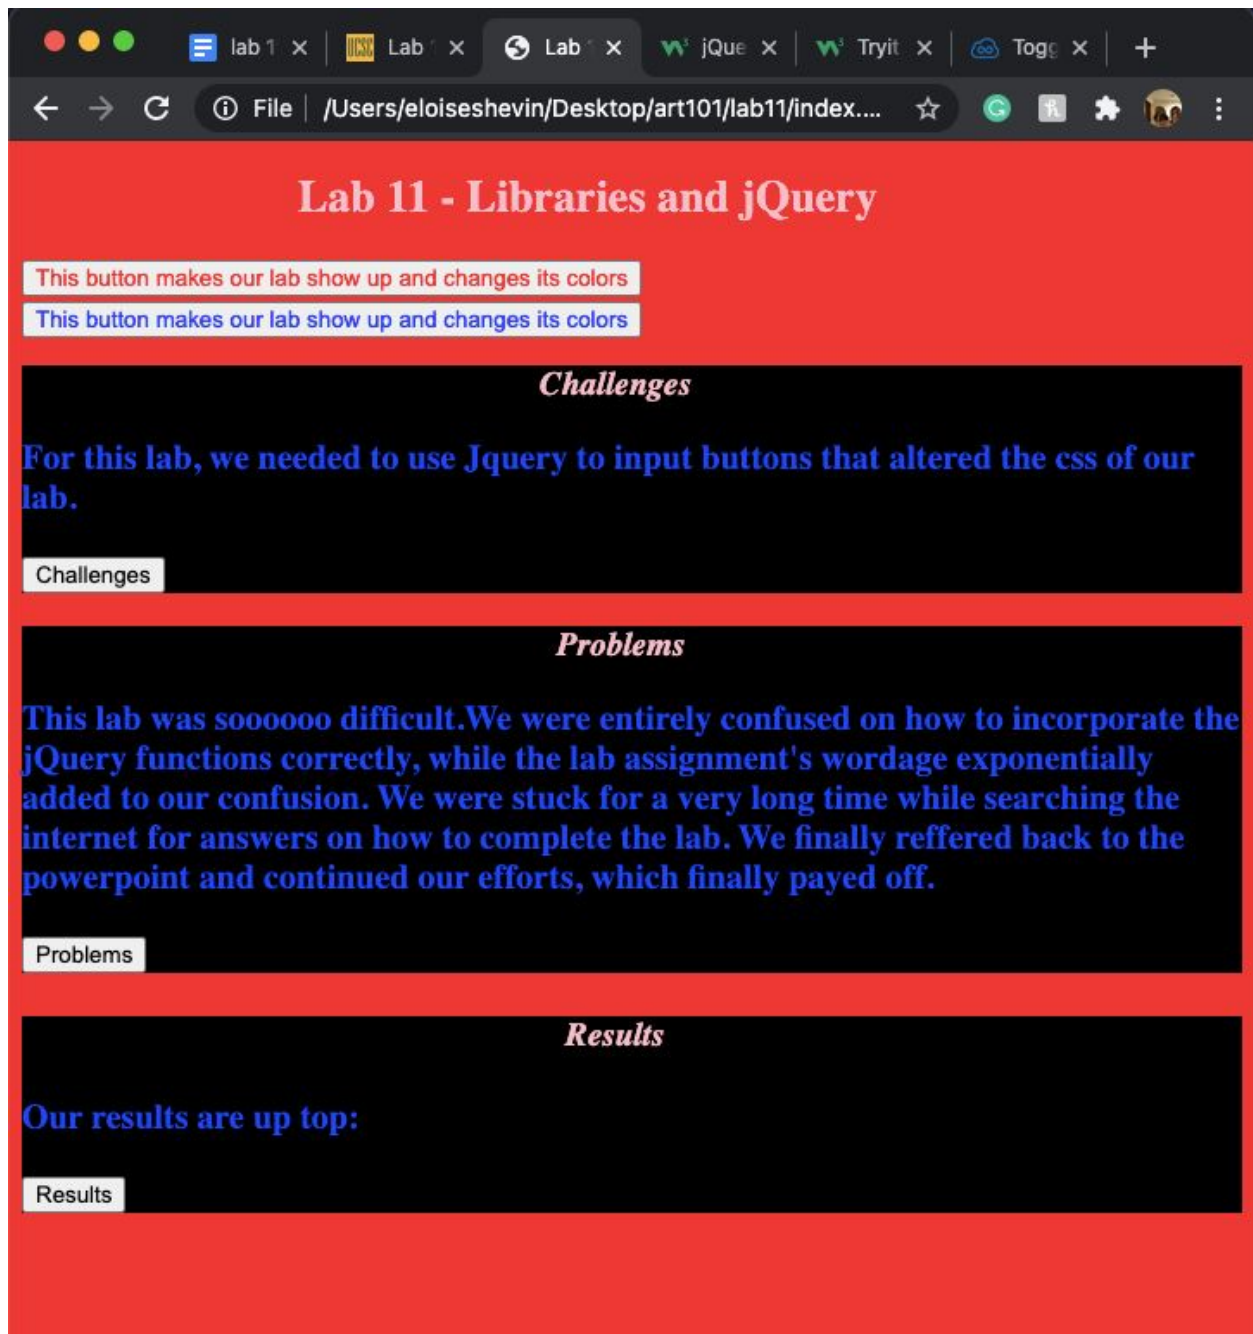 lab 1
UCSC Lab 1
Lab 1
jQue
Tryit
Togg
File /Users/eloiseshevin/Desktop/art101/lab11/index....
Lab 11 - Libraries and jQuery
This button makes our lab show up and changes its colors
This button makes our lab show up and changes its colors
Challenges
For this lab, we needed to use Jquery to input buttons that altered the css of our
lab.
Challenges
Problems
This lab was soooooo difficult.We were entirely confused on how to incorporate the
jQuery functions correctly, while the lab assignment's wordage exponentially
added to our confusion. We were stuck for a very long time while searching the
internet for answers on how to complete the lab. We finally reffered back to the
powerpoint and continued our efforts, which finally payed off.
Problems
Results
Our results are up top:
Results